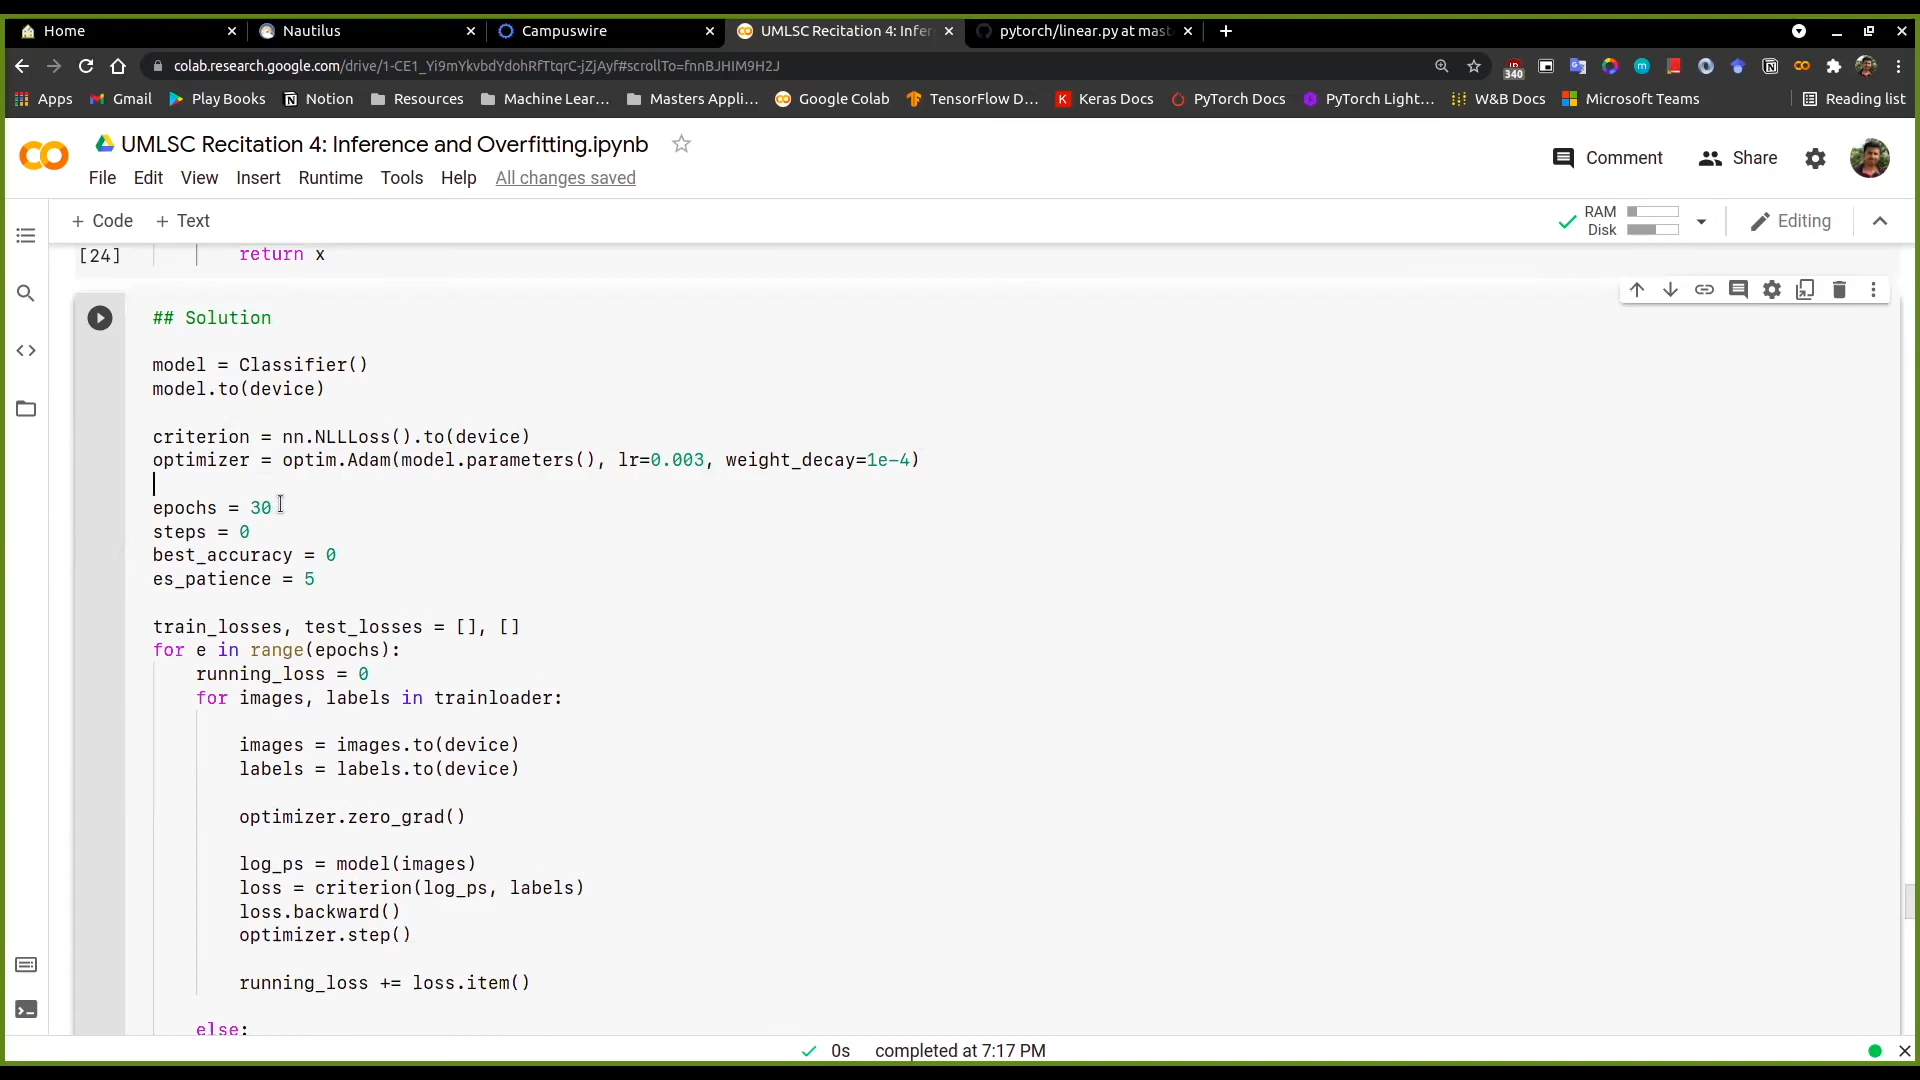 Home
Nautilus
Campuswire
UMLSC Recitation 4: Infer
pytorch/linear.py at mast
colab.research.google.com/drive/1-CE1_Yi9mYkvbdYdohRfTtqrC-jZjAyf#scrollTo=fnnBJHIM9H2J
340
Apps
Gmail
Play Books
Notion
Resources
Machine Lear...
Masters Appli...
Google Colab
TensorFlow D...
Keras Docs
PyTorch Docs
PyTorch Light...
W&B Docs
Microsoft Teams
Reading list
UMLSC Recitation 4: Inference and Overfitting.ipynb
Comment
Share
File Edit View Insert Runtime Tools Help All changes saved
+ Code + Text
RAM
Disk
Editing
[24]
return x
## Solution
model = Classifier()
model.to(device)
criterion = nn.NLLLoss().to(device)
optimizer = optim.Adam(model.parameters(), lr=0.003, weight_decay=1e-4)
epochs = 30
steps = 0
best_accuracy = 0
es_patience = 5
train_losses, test_losses = [], []
for e in range(epochs):
running_loss = 0
for images, labels in trainloader:
images = images.to(device)
labels = labels.to(device)
optimizer.zero_grad()
log_ps = model(images)
loss = criterion(log_ps, labels)
loss.backward()
optimizer.step()
running_loss += loss.item()
else:
0s completed at 7:17 PM